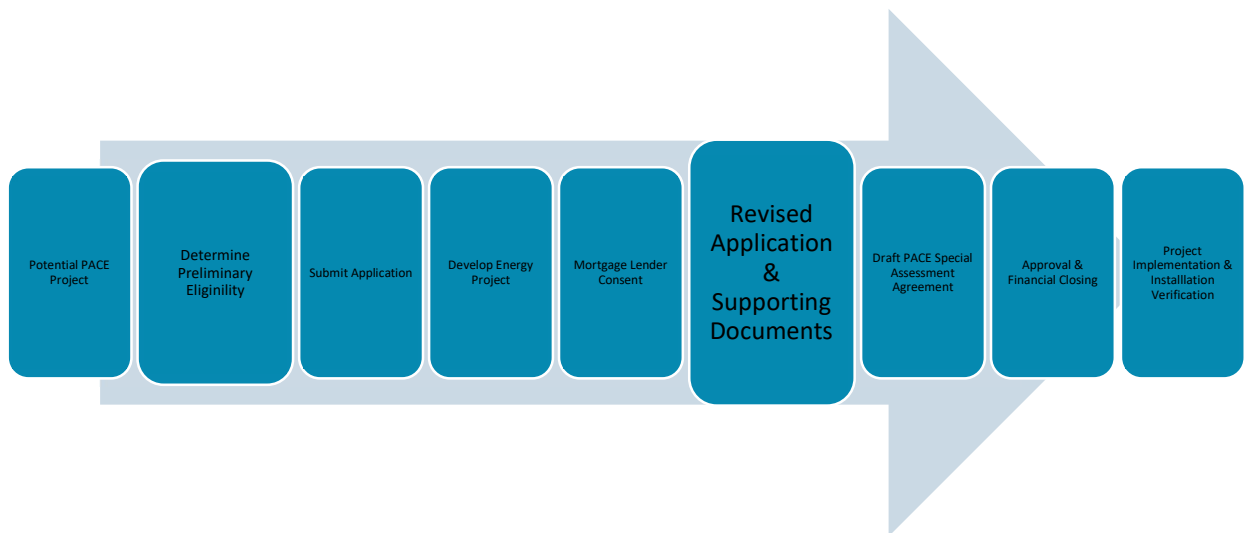 Potential PACE
Project
Determine
Preliminary
Eliginility
Submit Application
Develop Energy
Project
Mortgage Lender
Consent
Revised
Application
&
Supporting
Documents
Draft PACE Special
Assessment
Agreement
Approval &
Financial Closing
Project
Implementation &
Installlation
Verification